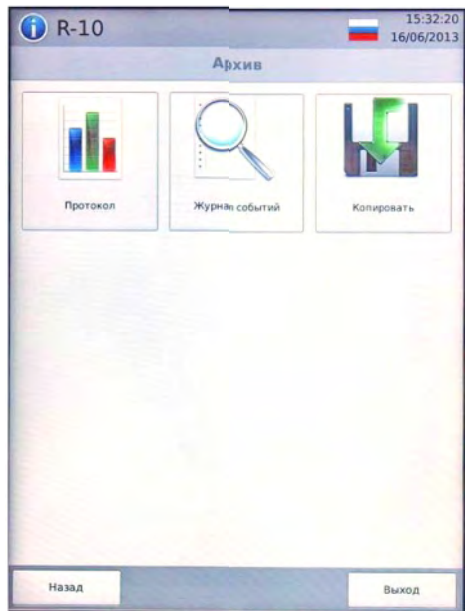 R-10
15:32:20
16/06/2013
Архив
Протокол
Журнал событий
Копировать
Назад
Выход